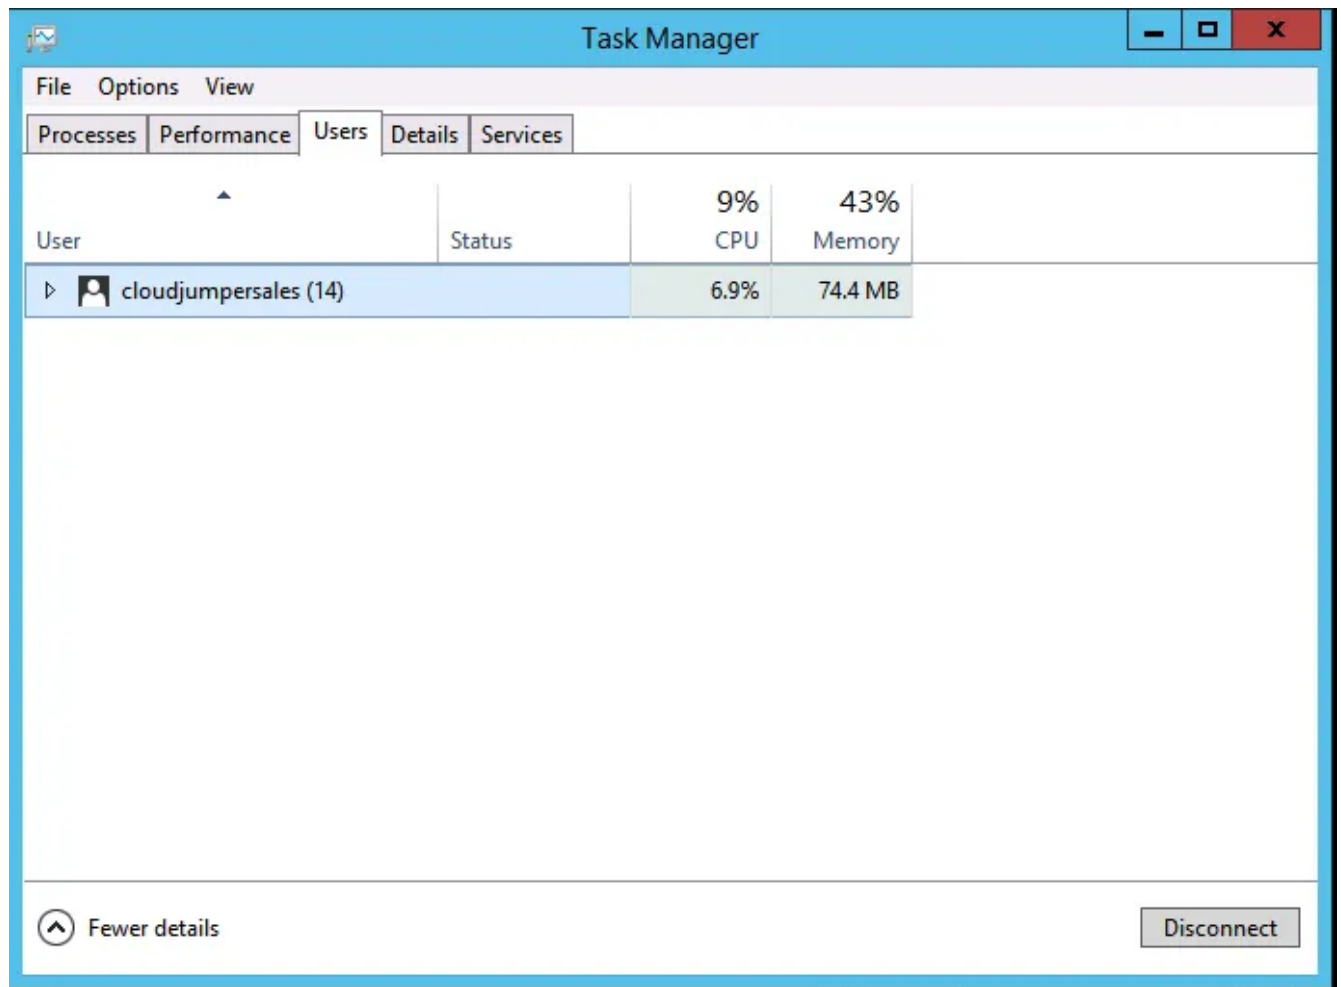 Task Manager
File Options View
Processes Performance Users Details Services
9% 43%
User Status CPU Memory
cloudjumpersales (14) 6.9% 74.4 MB
Fewer details Disconnect